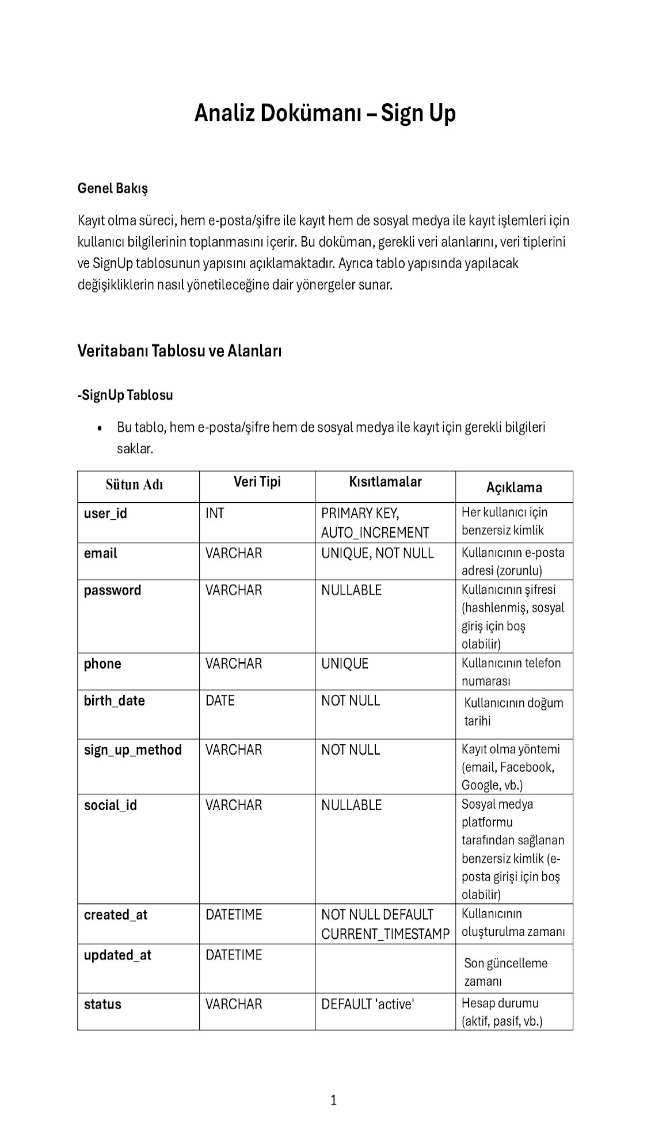 Analiz Dokümanı – Sign Up
Genel Bakış
Kayıt olma süreci, hem e-posta/şifre ile kayıt hem de sosyal medya ile kayıt işlemleri için
kullanıcı bilgilerinin toplanmasını içerir. Bu doküman, gerekli veri alanlarını, veri tiplerini
ve SignUp tablosunun yapısını açıklamaktadır. Ayrıca tablo yapısında yapılacak
değişikliklerin nasıl yönetileceğine dair yönergeler sunar.
Veritabanı Tablosu ve Alanları
-SignUp Tablosu
• Bu tablo, hem e-posta/şifre hem de sosyal medya ile kayıt için gerekli bilgileri
saklar.
Sütun Adı Veri Tipi Kısıtlamalar Açıklama
user_id INT PRIMARY KEY, Her kullanıcı için
AUTO_INCREMENT benzersiz kimlik
email VARCHAR UNIQUE, NOT NULL Kullanıcının e-posta
adresi (zorunlu)
password VARCHAR NULLABLE Kullanıcının şifresi
(hashlenmiş, sosyal
giriş için boş
olabilir)
phone VARCHAR UNIQUE Kullanıcının telefon
numarası
birth_date DATE NOT NULL Kullanıcının doğum
tarihi
sign_up_method VARCHAR NOT NULL Kayıt olma yöntemi
(email, Facebook,
Google, vb.)
social_id VARCHAR NULLABLE Sosyal medya
platformu
tarafından sağlanan
benzersiz kimlik (e-
posta girişi için boş
olabilir)
created_at DATETIME NOT NULL DEFAULT Kullanıcının
CURRENT_TIMESTAMP oluşturulma zamanı
updated_at DATETIME Son güncelleme
zamanı
status VARCHAR DEFAULT 'active' Hesap durumu
(aktif, pasif, vb.)
1